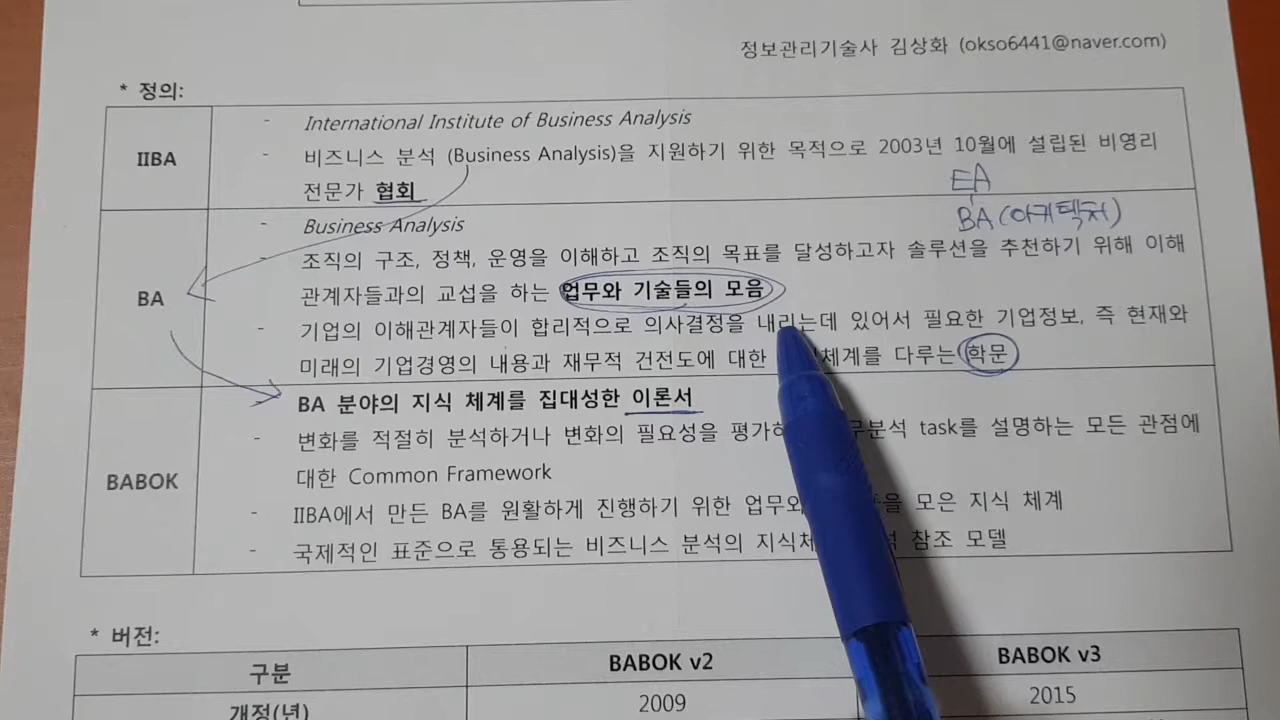 정보관리기술사 김상화 (okso6441@naver.com)
* 정의:
IIBA
- International Institute of Business Analysis
- 비즈니스 분석 (Business Analysis)을 지원하기 위한 목적으로 2003년 10월에 설립된 비영리
전문가 협회
EA
BA(아키텍처)
BA
- Business Analysis
- 조직의 구조, 정책, 운영을 이해하고 조직의 목표를 달성하고자 솔루션을 추천하기 위해 이해
관계자들과의 교섭을 하는 업무와 기술들의 모음
- 기업의 이해관계자들이 합리적으로 의사결정을 내리는데 있어서 필요한 기업정보, 즉 현재와
미래의 기업경영의 내용과 재무적 건전도에 대한 체계를 다루는 학문
BABOK
BA 분야의 지식 체계를 집대성한 이론서
- 변화를 적절히 분석하거나 변화의 필요성을 task를 설명하는 모든 관점에
대한 Common Framework
- IIBA에서 만든 BA를 원활하게 진행하기 위한 모은 지식 체계
- 국제적인 표준으로 통용되는 비즈니스 분석의 참조 모델
* 버전:
구분 BABOK v2 BABOK v3
개정(년) 2009 2015